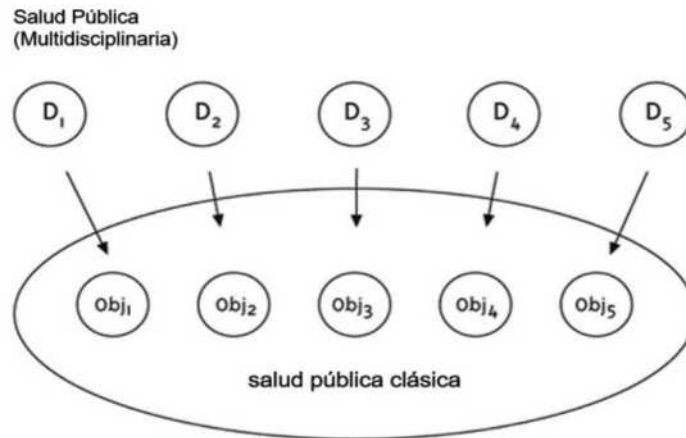 Salud Pública
(Multidisciplinaria)
D₁ D₂ D₃ D₄ D₅
obj₁ obj₂ obj₃ obj₄ obj₅
salud pública clásica